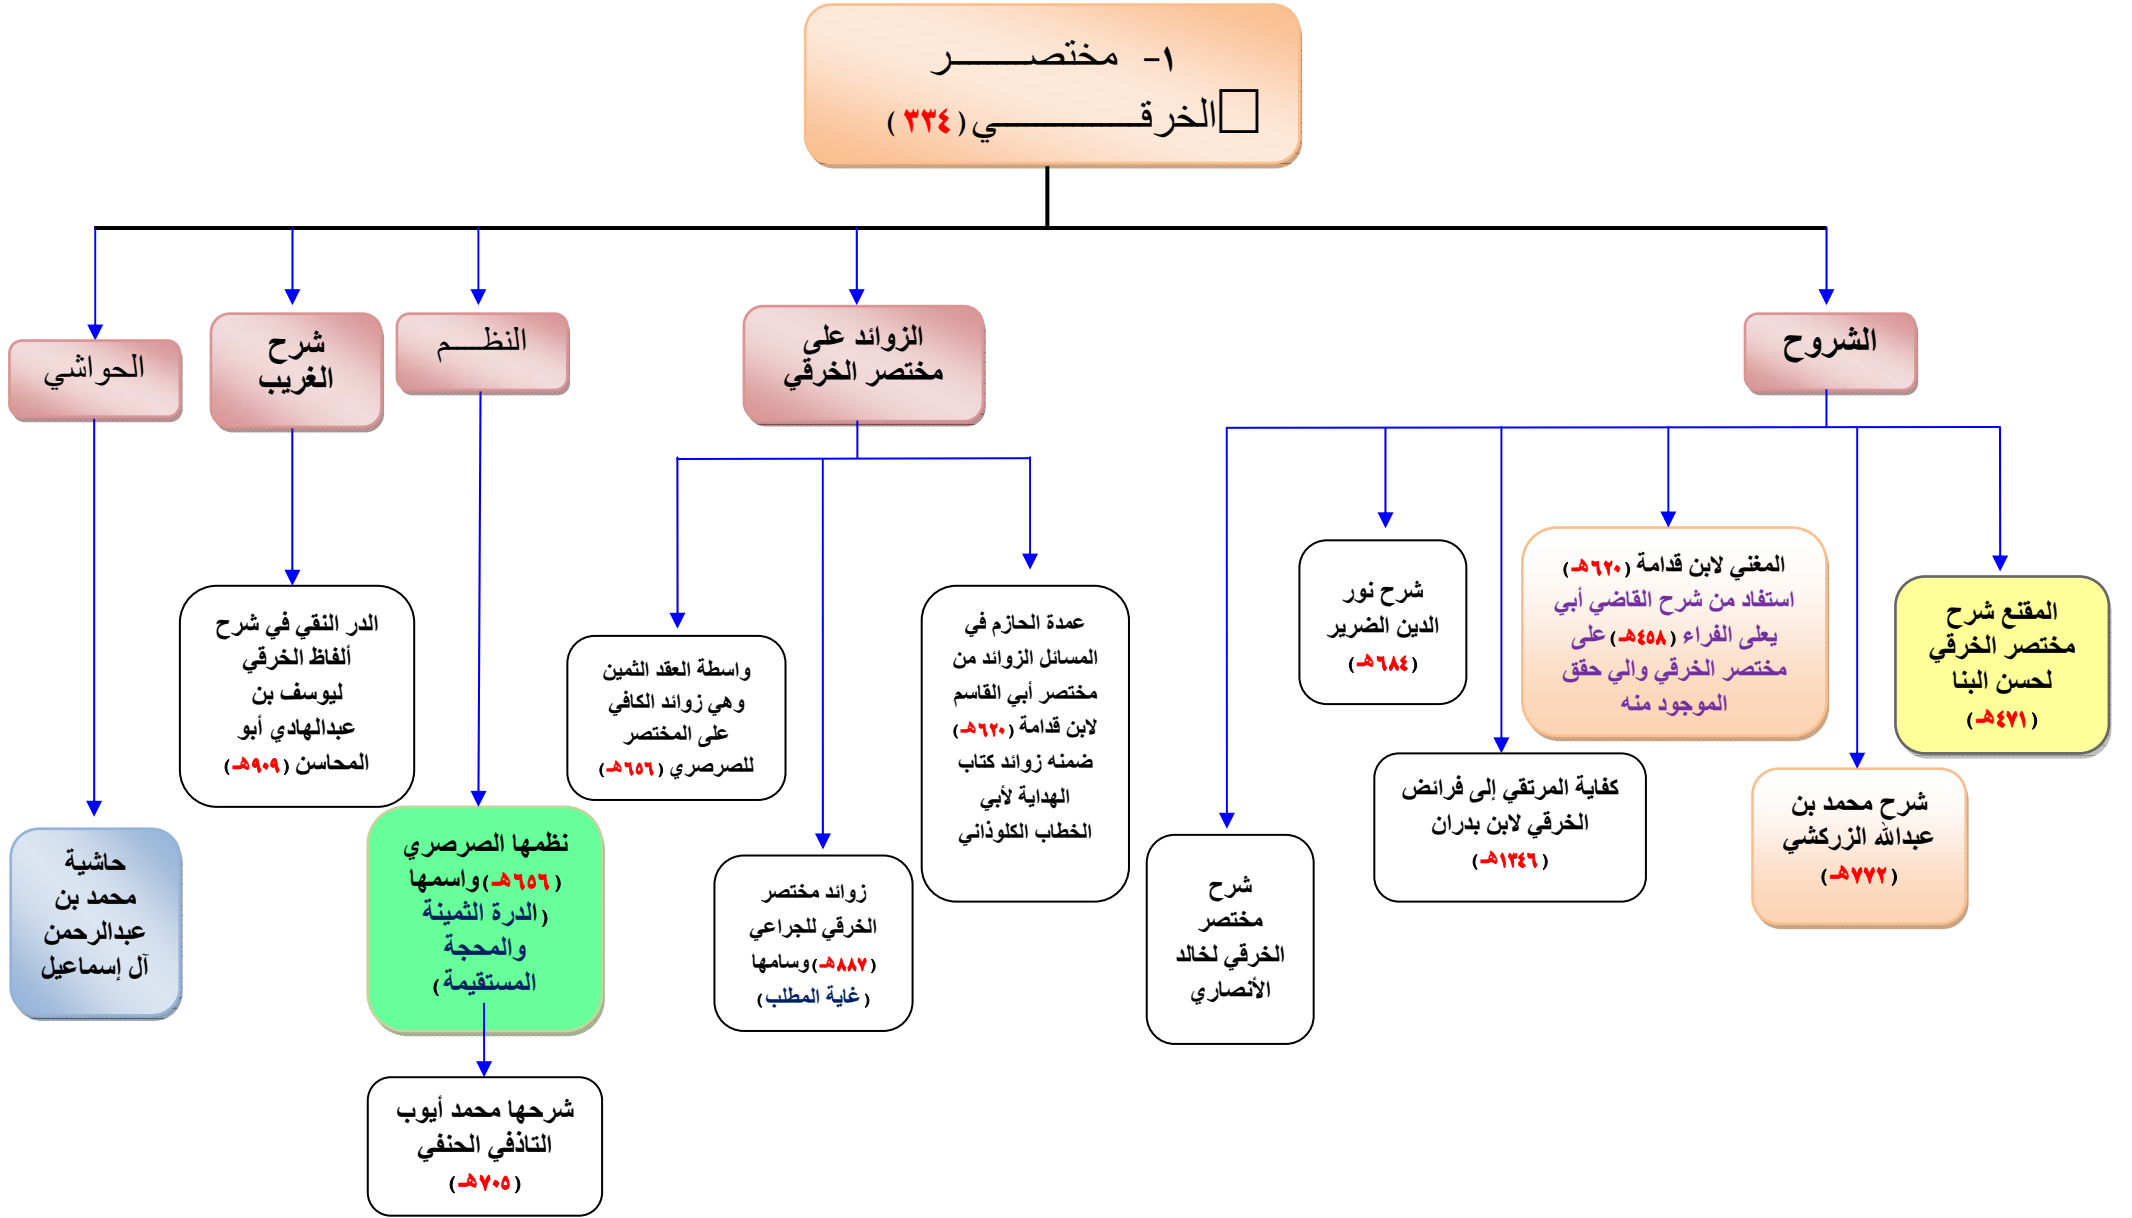 ١- مختصـــــــــر
الخرقـــــــــــــــي(٣٣٤)
الشروح
الزوائد على
مختصر الخرقي
النظـــم
شرح
الغريب
الحواشي
المقنع شرح
مختصر الخرقي
لحسن البنا
(٤٧١هـ)
شرح محمد بن
عبدالله الزركشي
(٧٧٢هـ)
المغني لابن قدامة (٦٢٠هـ)
استفاد من شرح القاضي أبي
يعلى الفراء (٤٥٨هـ)على
مختصر الخرقي والي حقق
الموجود منه
كفاية المرتقي إلى فرائض
الخرقي لابن بدران
(١٣٤٦هـ)
شرح نور
الدين الضرير
(٦٨٤هـ)
شرح
مختصر
الخرقي لخالد
الأنصاري
عمدة الحازم في
المسائل الزوائد من
مختصر أبي القاسم
لابن قدامة (٦٢٠هـ)
ضمنه زوائد كتاب
الهداية لأبي
الخطاب الكلوذاني
زوائد مختصر
الخرقي للجراعي
(٨٨٧هـ)وسامها
(غاية المطلب)
واسطة العقد الثمين
وهي زوائد الكافي
على المختصر
للصرصري (٦٥٦هـ)
نظمها الصرصري
(٦٥٦هـ)واسمها
(الدرة الثمينة
والمحجة
المستقيمة)
شرحها محمد أيوب
التاذفي الحنفي
(٧٠٥هـ)
الدر النقي في شرح
ألفاظ الخرقي
ليوسف بن
عبدالهادي أبو
المحاسن (٩٠٩هـ)
حاشية
محمد بن
عبدالرحمن
آل إسماعيل